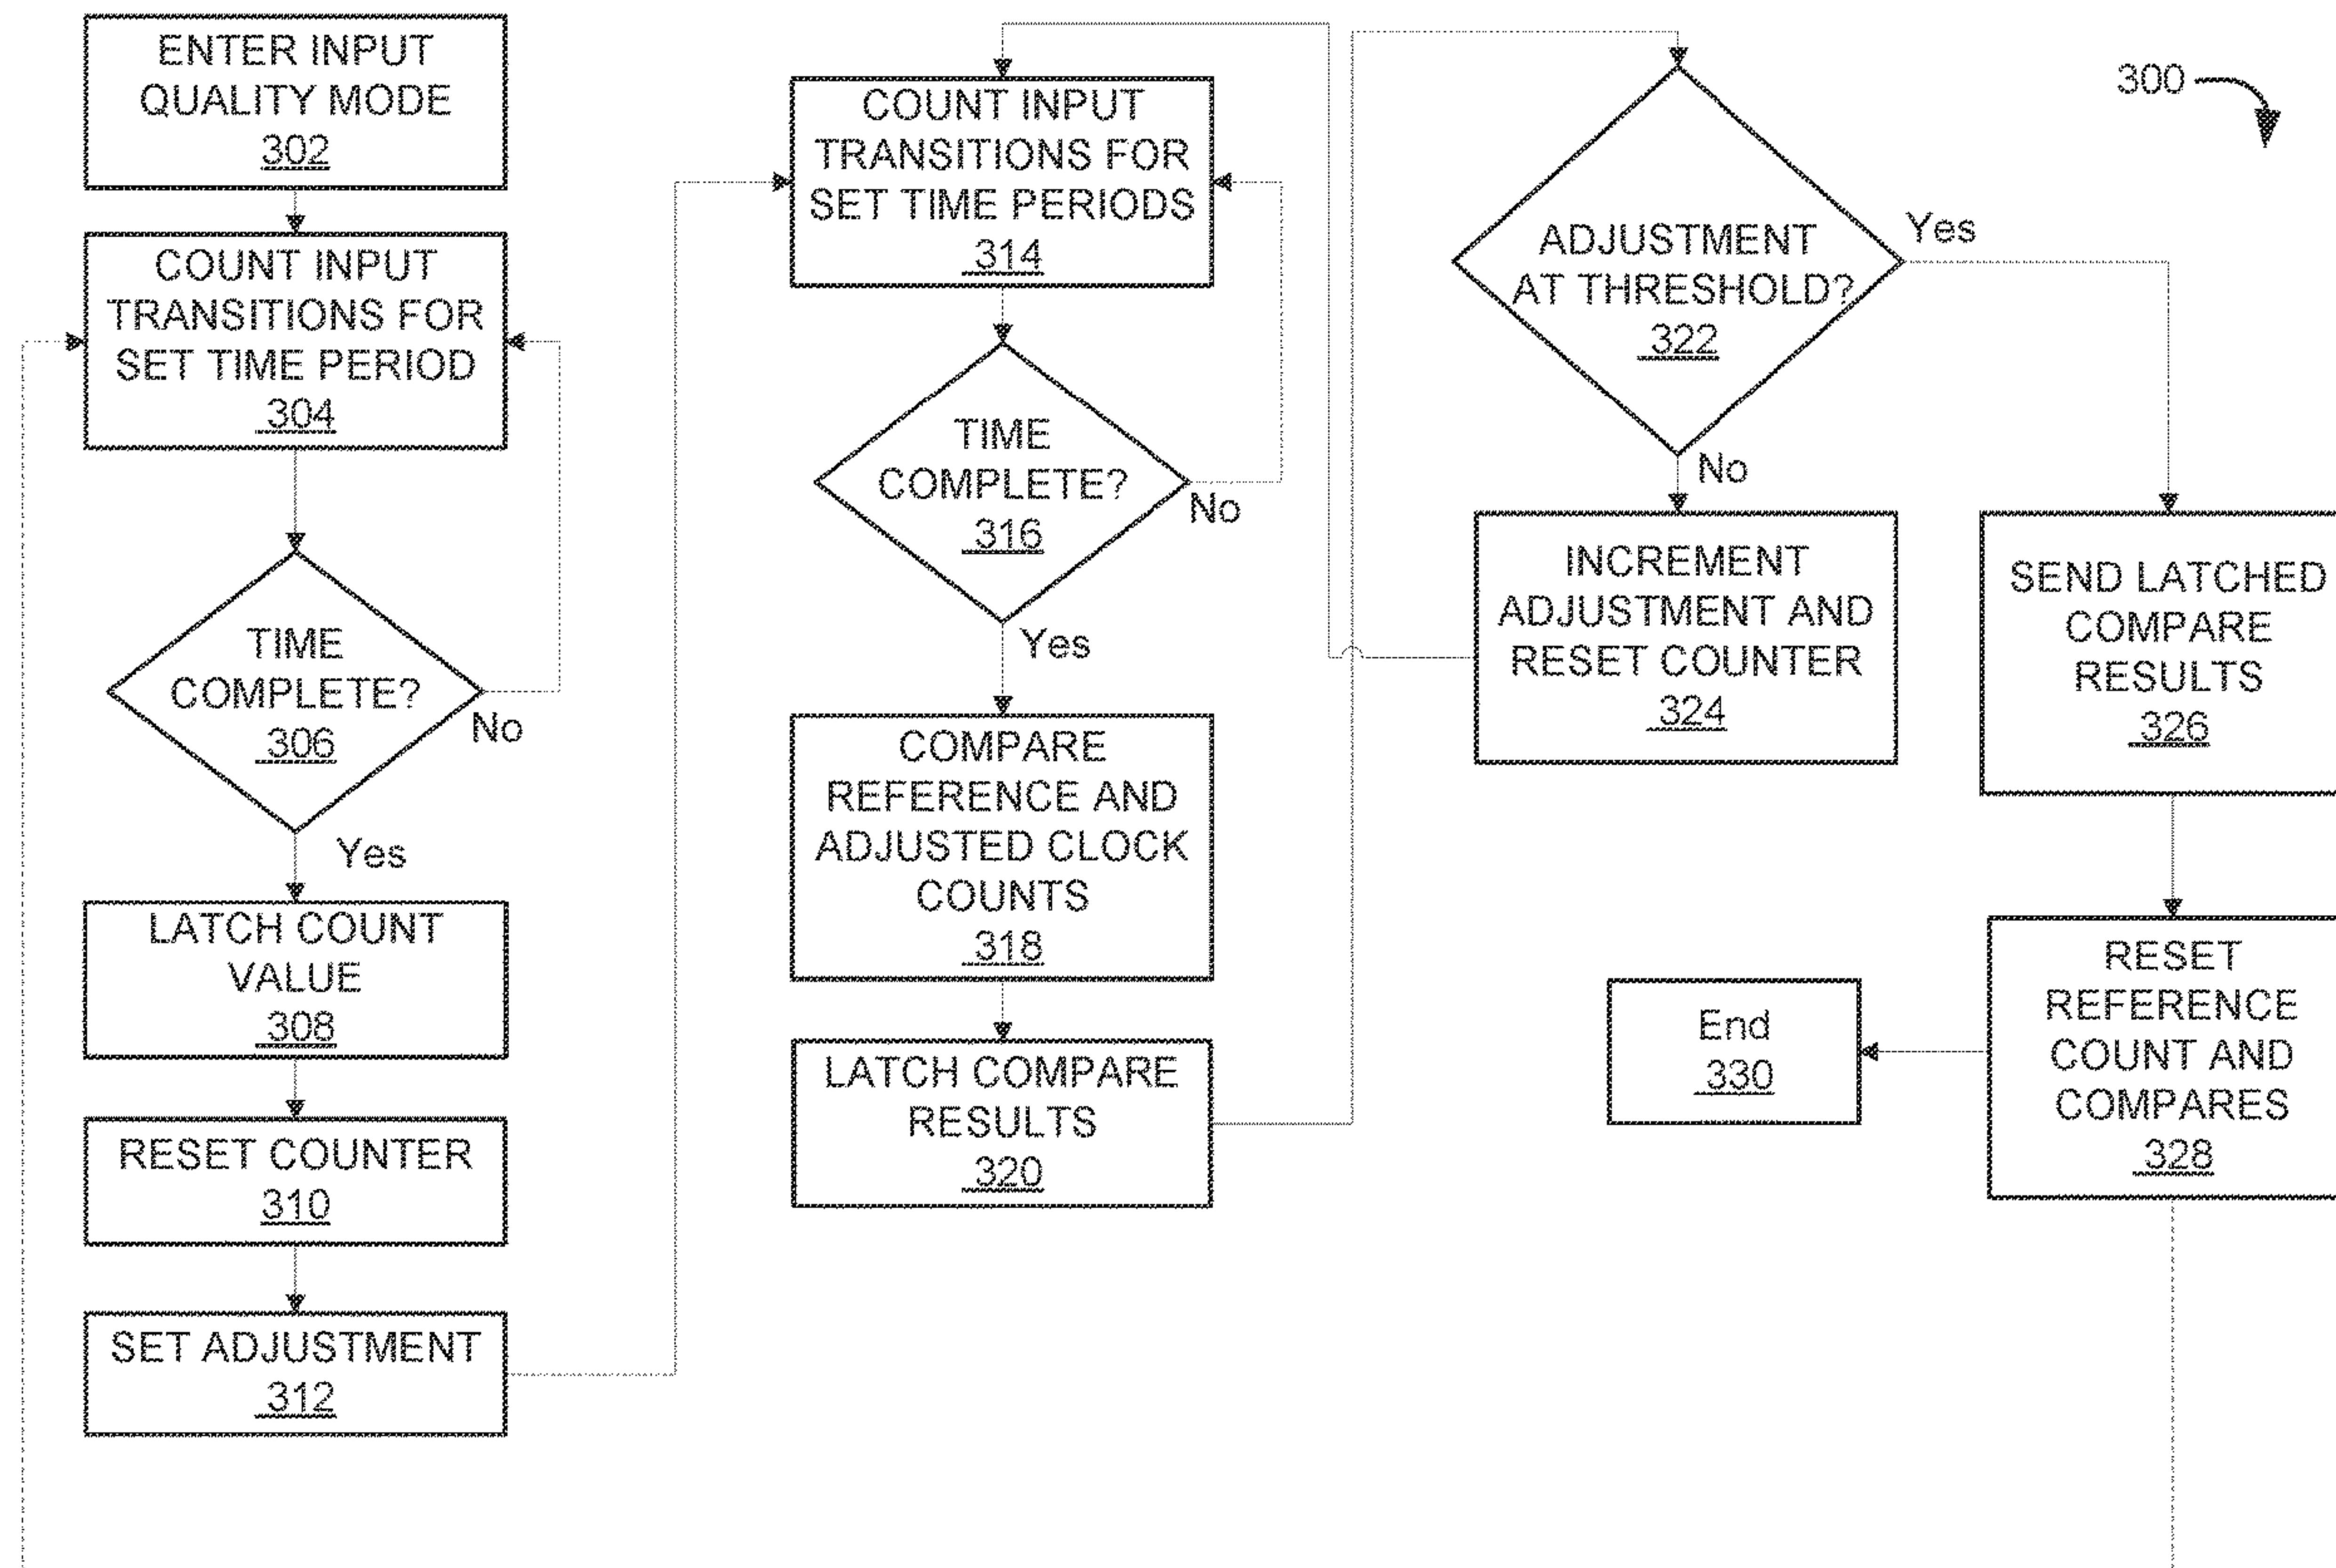 ENTER INPUT
QUALITY MODE
302
COUNT INPUT
TRANSITIONS FOR
SET TIME PERIOD
304
TIME
COMPLETE?
306
No
Yes
LATCH COUNT
VALUE
308
RESET COUNTER
310
SET ADJUSTMENT
312
COUNT INPUT
TRANSITIONS FOR
SET TIME PERIODS
314
TIME
COMPLETE?
316
No
Yes
COMPARE
REFERENCE AND
ADJUSTED CLOCK
COUNTS
318
LATCH COMPARE
RESULTS
320
300
ADJUSTMENT
AT THRESHOLD?
322
Yes
No
INCREMENT
ADJUSTMENT AND
RESET COUNTER
324
SEND LATCHED
COMPARE
RESULTS
326
RESET
REFERENCE
COUNT AND
COMPARES
328
End
330